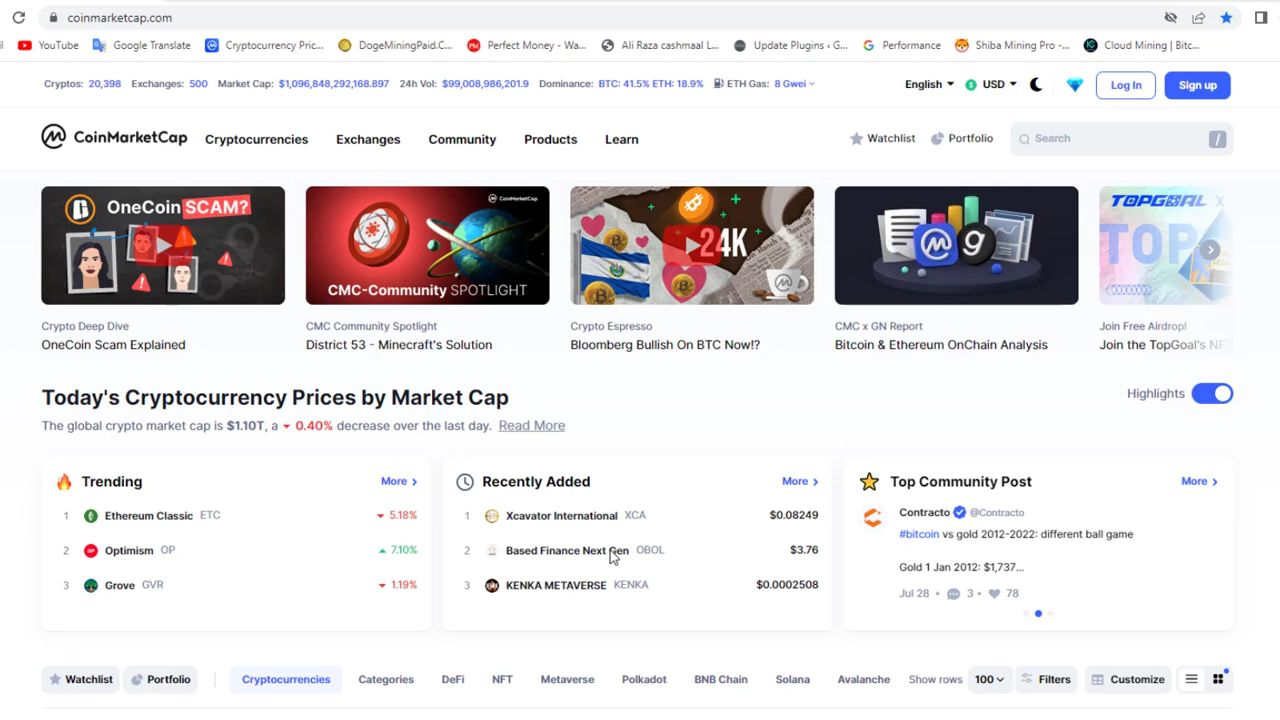 coinmarketcap.com
YouTube Google Translate Cryptocurrency Pric... DogeMiningPaid.C... Perfect Money - Wa... Ali Raza cashmaal L... Update Plugins ‹ G... Performance Shiba Mining Pro -... Cloud Mining | Bitc...
Cryptos: 20,398 Exchanges: 500 Market Cap: $1,096,848,292,168.897 24h Vol: $99,008,986,201.9 Dominance: BTC: 41.5% ETH: 18.9% ETH Gas: 8 Gwei English USD Log In Sign up
CoinMarketCap Cryptocurrencies Exchanges Community Products Learn Watchlist Portfolio Search /
OneCoin SCAM?
CoinMarketCap
CMC-Community SPOTLIGHT
24K
TOPGOAL X
TOP
Crypto Deep Dive CMC Community Spotlight Crypto Espresso CMC x GN Report Join Free Airdrop!
OneCoin Scam Explained District 53 - Minecraft's Solution Bloomberg Bullish On BTC Now!? Bitcoin & Ethereum OnChain Analysis Join the TopGoal's NF
Today's Cryptocurrency Prices by Market Cap Highlights
The global crypto market cap is $1.10T, a 0.40% decrease over the last day. Read More
Trending More >
1 Ethereum Classic ETC 5.18%
2 Optimism OP 7.10%
3 Grove GVR 1.19%
Recently Added More >
1 Xcavator International XCA $0.08249
2 Based Finance Next Gen OBOL $3.76
3 KENKA METAVERSE KENKA $0.0002508
Top Community Post More >
Contracto @Contracto
#bitcoin vs gold 2012-2022: different ball game
Gold 1 Jan 2012: $1,737...
Jul 28 • 3 • 78
Watchlist Portfolio Cryptocurrencies Categories DeFi NFT Metaverse Polkadot BNB Chain Solana Avalanche Show rows 100 Filters Customize